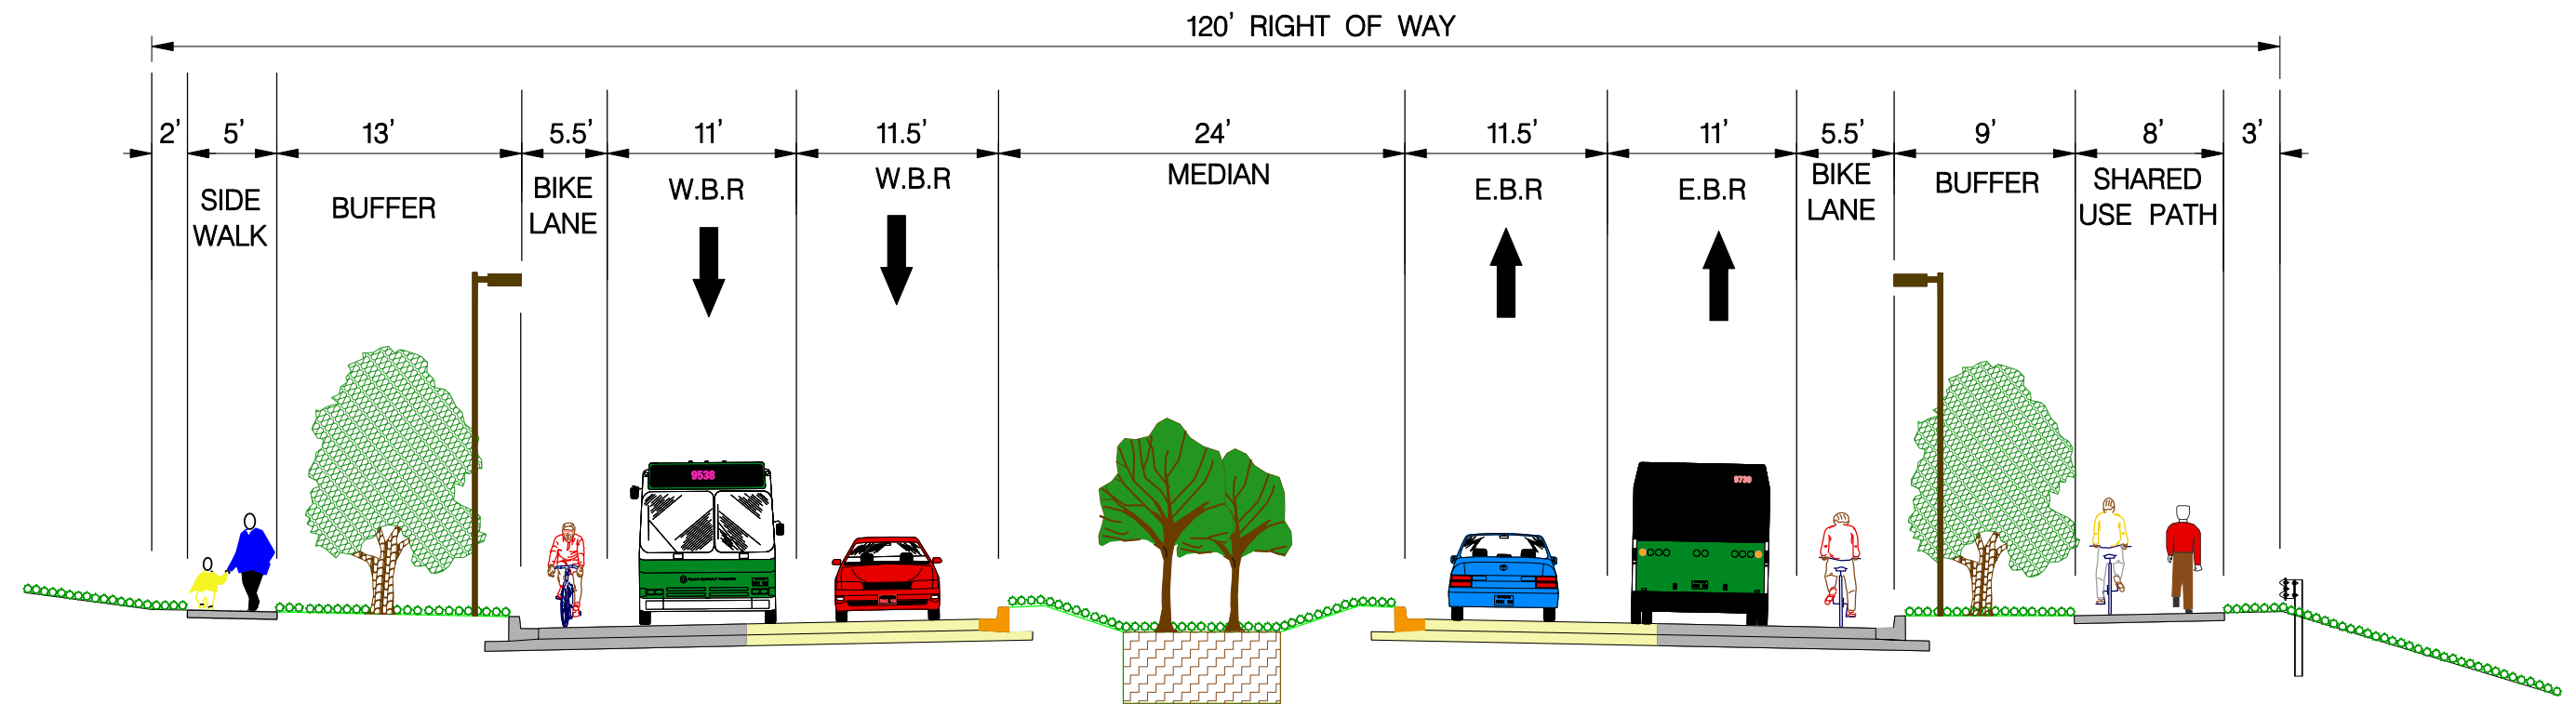 120' RIGHT OF WAY
2' 5' 13' 5.5' 11' 11.5' 24' 11.5' 11' 5.5' 9' 8' 3'
SIDE
WALK
BUFFER
BIKE
LANE
W.B.R
W.B.R
MEDIAN
E.B.R
E.B.R
BIKE
LANE
BUFFER
SHARED
USE PATH
9538
9730